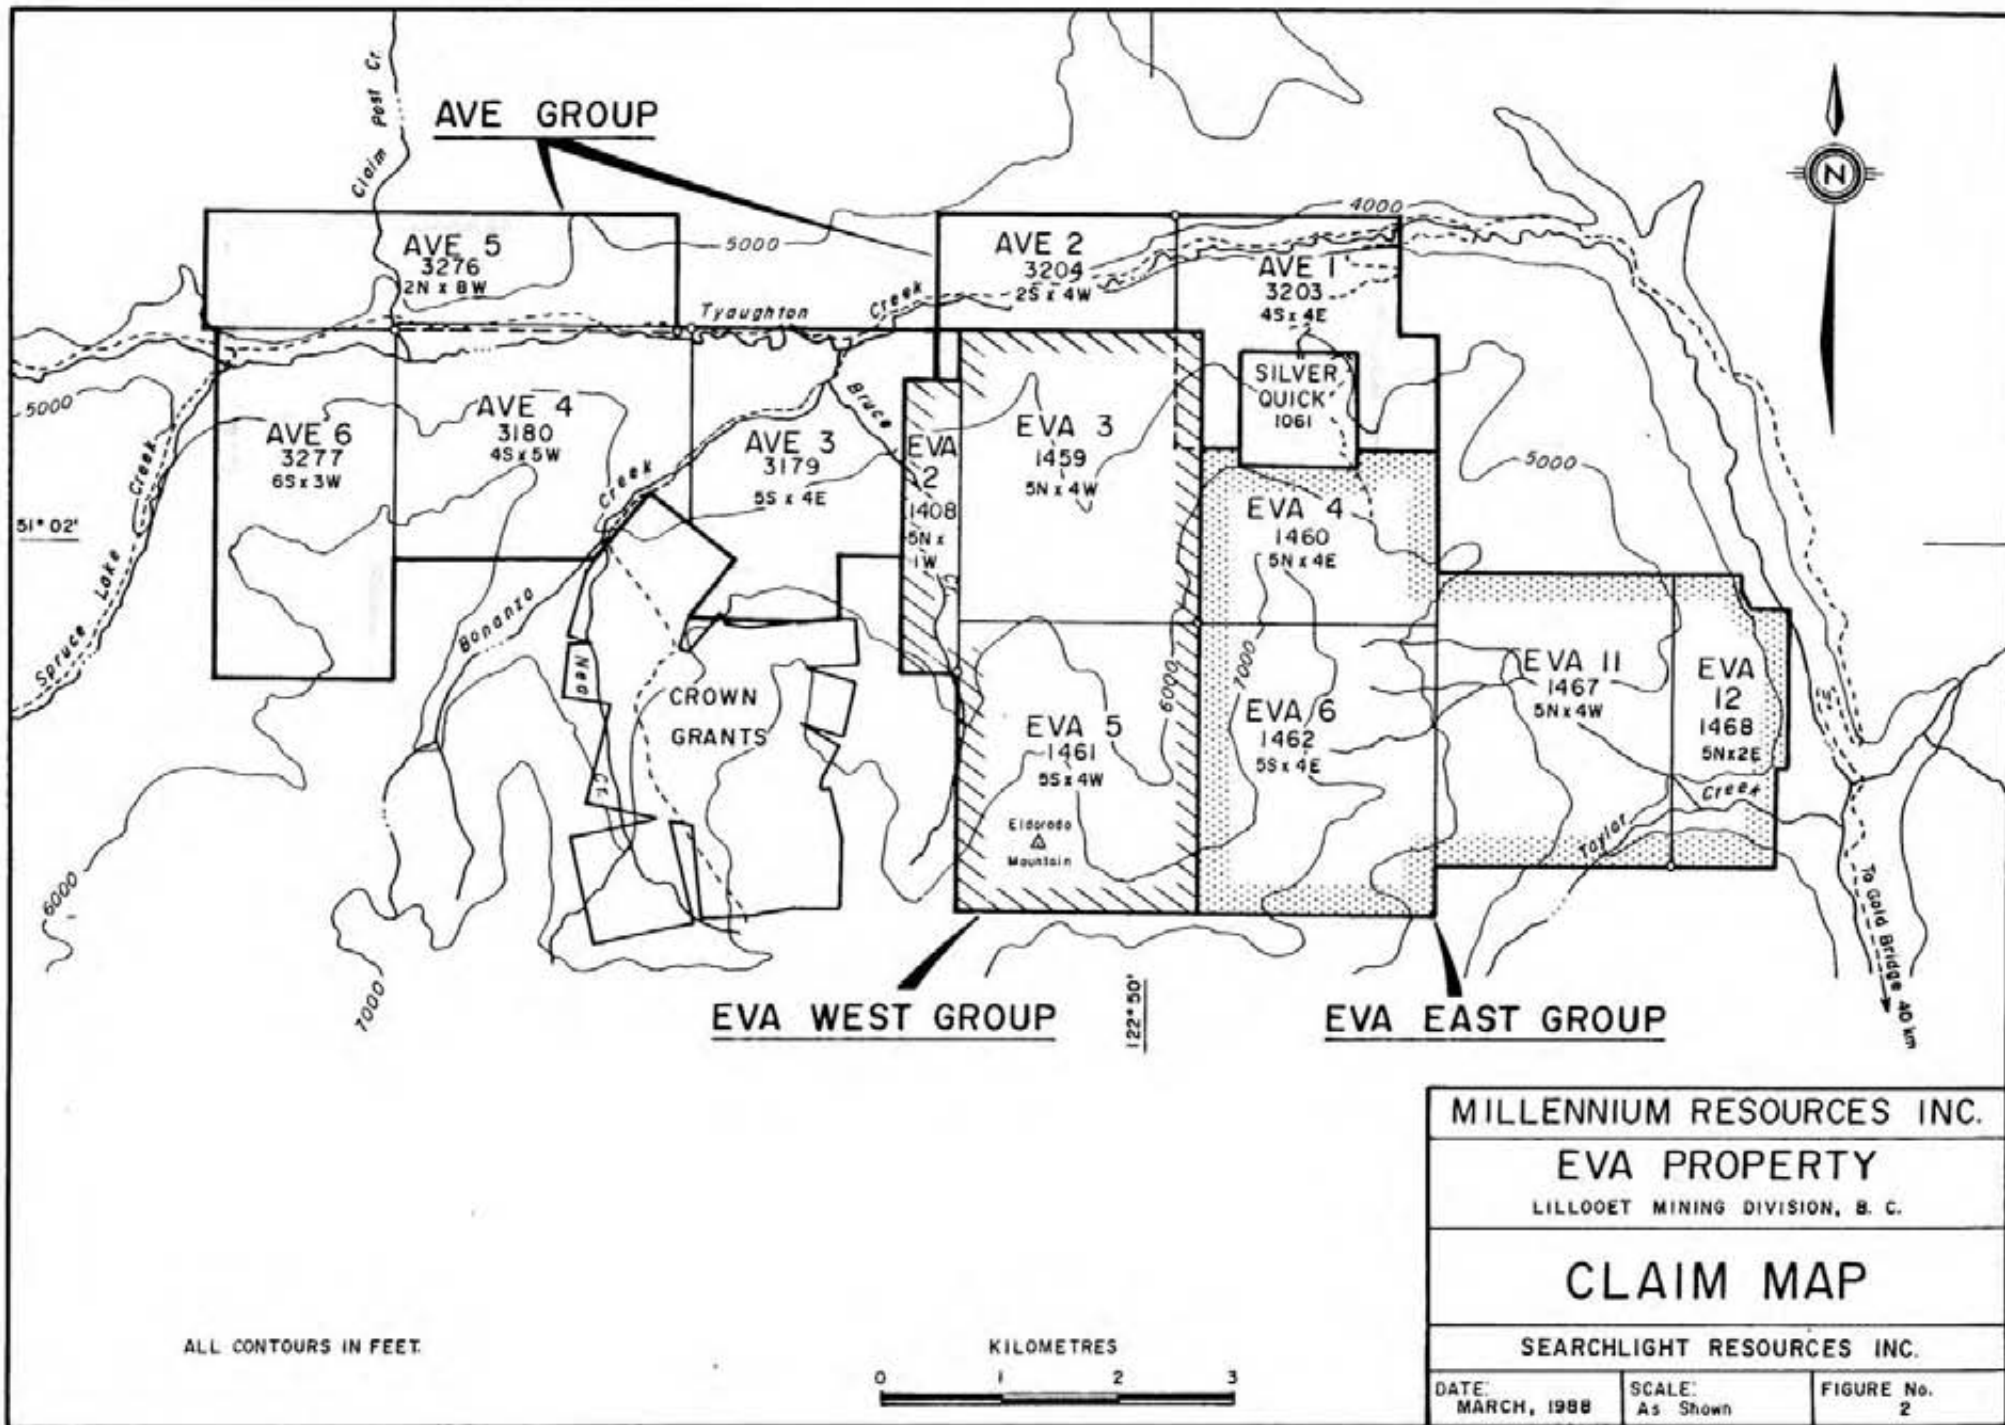 Claim Post Cr.
AVE GROUP
N
4000
5000
AVE 5
3276
2N x 8W
AVE 2
3204
2S x 4W
AVE 1
3203
4S x 4E
Tyaughton Creek
5000
Spruce Lake Creek
51° 02'
AVE 6
3277
6S x 3W
AVE 4
3180
4S x 5W
AVE 3
3179
5S x 4E
Bruce
Cr.
EVA
2
1408
5N x
1W
EVA 3
1459
5N x 4W
SILVER
QUICK
1061
EVA 4
1460
5N x 4E
5000
Bonanza Creek
Nea Cr.
CROWN
GRANTS
EVA 5
1461
5S x 4W
6000
7000
EVA 6
1462
5S x 4E
EVA 11
1467
5N x 4W
EVA
12
1468
5N x 2E
Taylor Creek
Eldorado
Mountain
6000
7000
To Gold Bridge 40 km
EVA WEST GROUP
122° 50'
EVA EAST GROUP
MILLENNIUM RESOURCES INC.
EVA PROPERTY
LILLOOET MINING DIVISION, B. C.
CLAIM MAP
SEARCHLIGHT RESOURCES INC.
DATE:
MARCH, 1988
SCALE:
As Shown
FIGURE No.
2
ALL CONTOURS IN FEET.
KILOMETRES
0 1 2 3